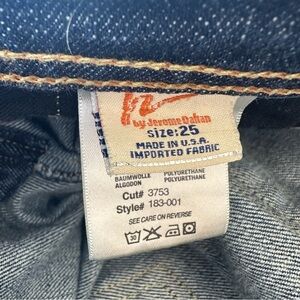 by Jerome Dahan
size:25
MADE IN U.S.A.
IMPORTED FABRIC
BAUMWOLLE POLYURETHANE
ALGODON POLYURETHANE
Cut# 3753
Style# 183-001
SEE CARE ON REVERSE
30